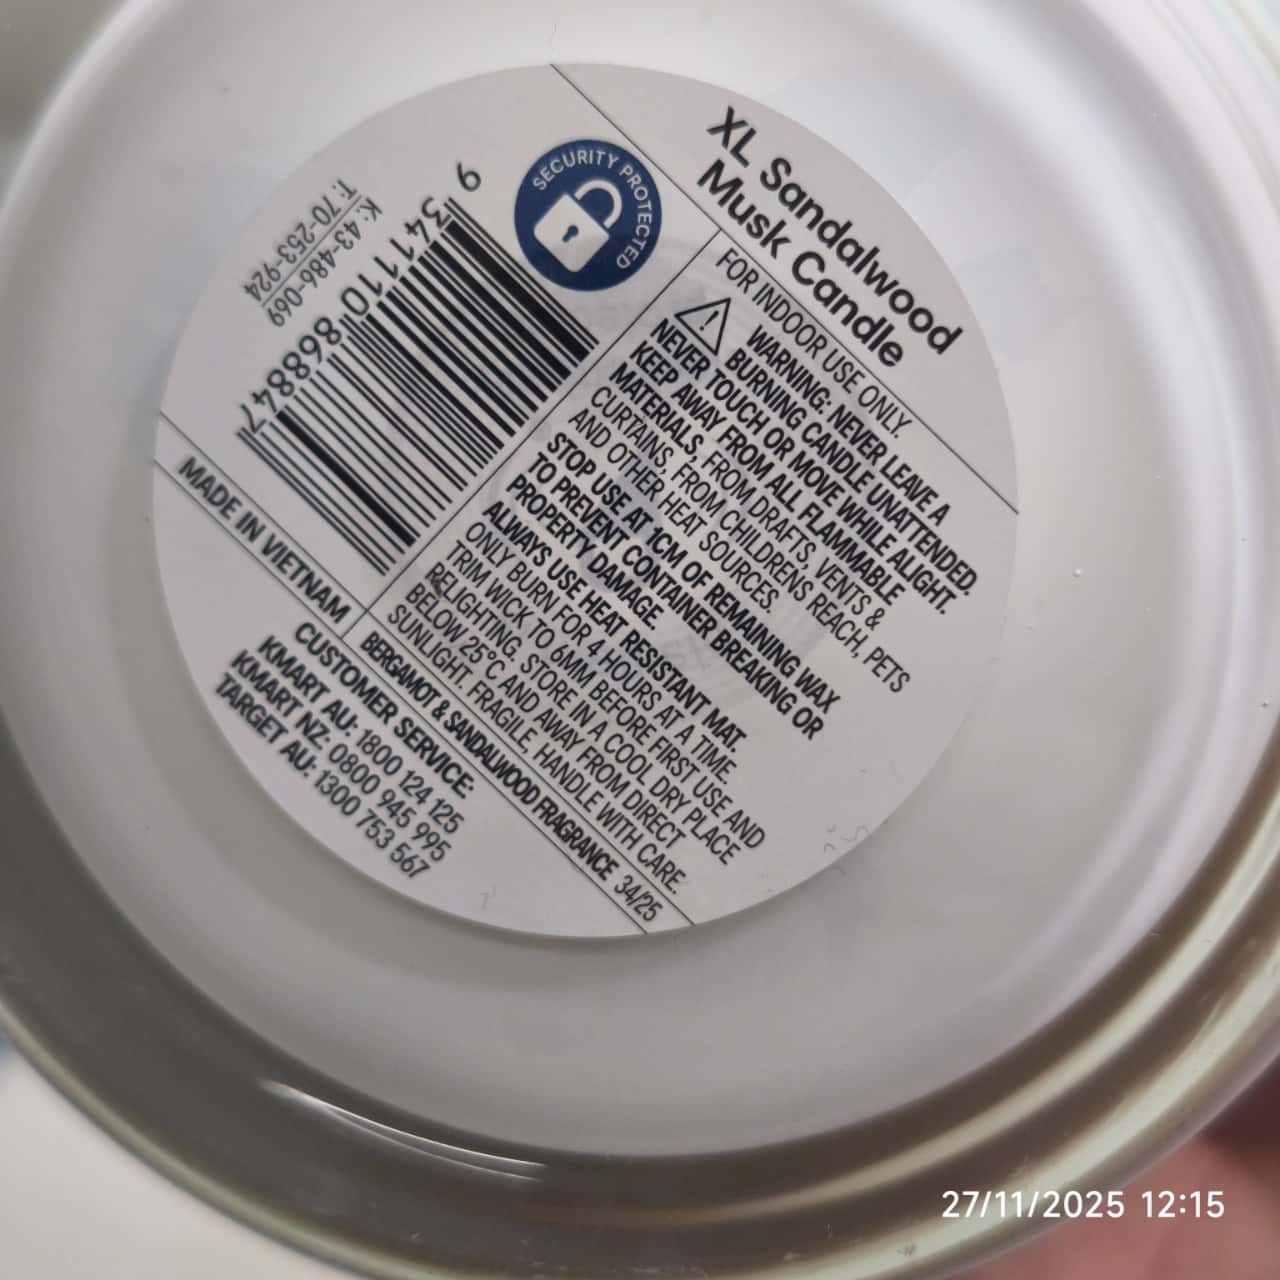 XL Sandalwood
Musk Candle
FOR INDOOR USE ONLY.
WARNING: NEVER LEAVE A
BURNING CANDLE UNATTENDED.
NEVER TOUCH OR MOVE WHILE ALIGHT.
KEEP AWAY FROM ALL FLAMMABLE
MATERIALS, FROM DRAFTS, VENTS &
CURTAINS, FROM CHILDRENS REACH, PETS
AND OTHER HEAT SOURCES.
STOP USE AT 1CM OF REMAINING WAX
TO PREVENT CONTAINER BREAKING OR
PROPERTY DAMAGE.
ALWAYS USE HEAT RESISTANT MAT.
ONLY BURN FOR 4 HOURS AT A TIME.
TRIM WICK TO 6MM BEFORE FIRST USE AND
RELIGHTING. STORE IN A COOL DRY PLACE
BELOW 25°C AND AWAY FROM DIRECT
SUNLIGHT. FRAGILE, HANDLE WITH CARE.
BERGAMOT & SANDALWOOD FRAGRANCE 34/25
SECURITY PROTECTED
9 341110 868847
K: 43-486-069
T: 70-253-924
MADE IN VIETNAM
CUSTOMER SERVICE:
KMART AU: 1800 124 125
KMART NZ: 0800 945 995
TARGET AU: 1300 753 567
27/11/2025 12:15